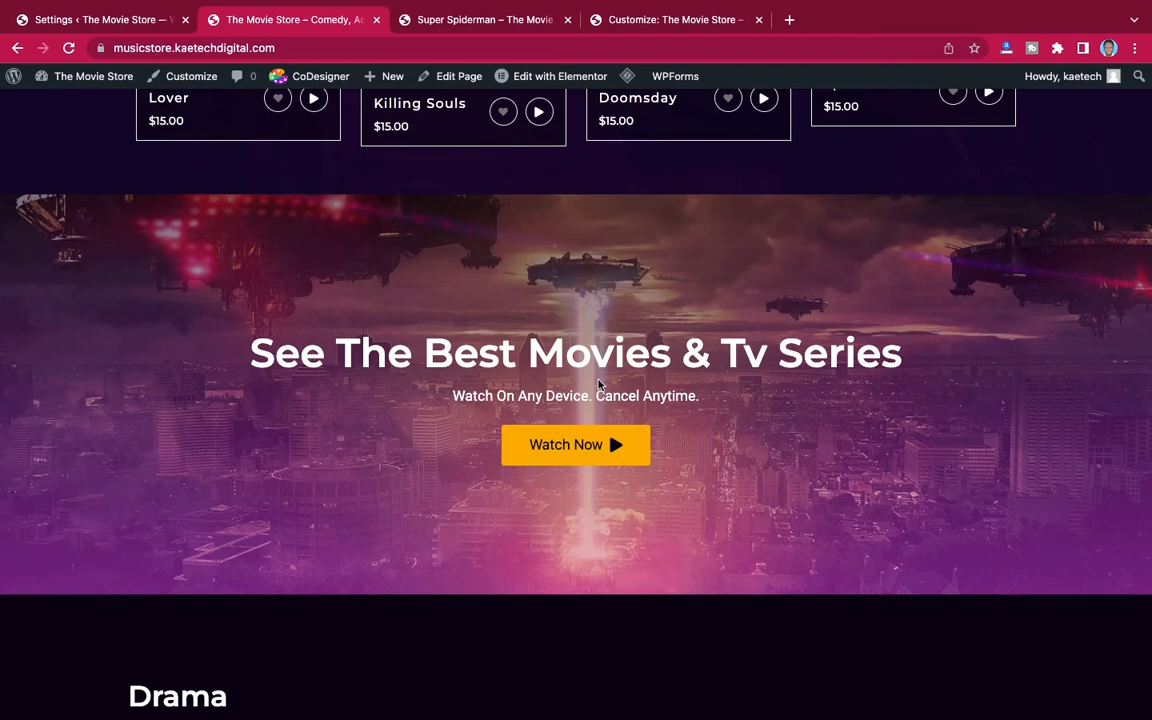 Settings ‹ The Movie Store —
The Movie Store – Comedy, Ac
Super Spiderman – The Movie
Customize: The Movie Store –
musicstore.kaetechdigital.com
The Movie Store Customize 0 CoDesigner New Edit Page Edit with Elementor WPForms Howdy, kaetech
Lover
$15.00
Killing Souls
$15.00
Doomsday
$15.00
$15.00
See The Best Movies & Tv Series
Watch On Any Device. Cancel Anytime.
Watch Now
Drama